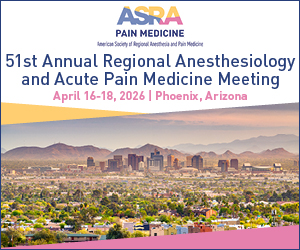 ASRA
PAIN MEDICINE
American Society of Regional Anesthesia and Pain Medicine
51st Annual Regional Anesthesiology
and Acute Pain Medicine Meeting
April 16-18, 2026 | Phoenix, Arizona